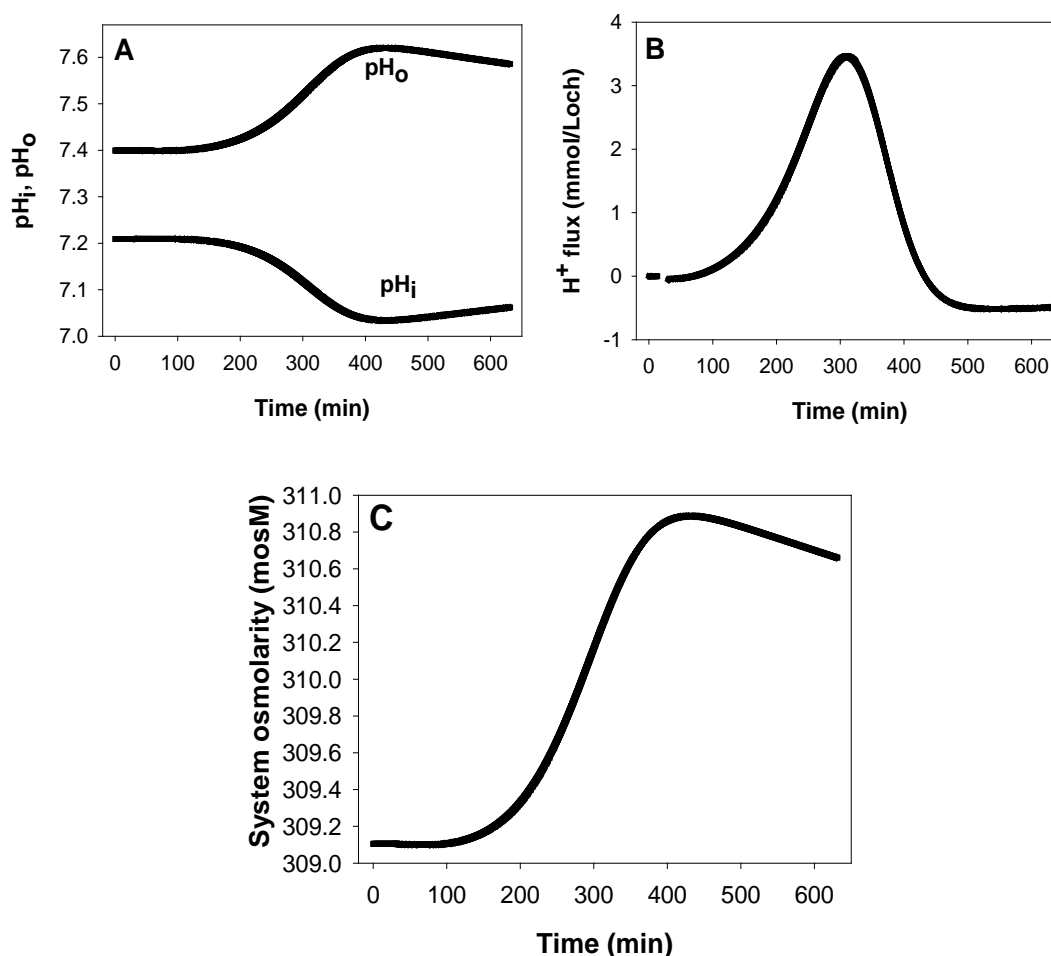 A
pHo
pHi
pHi, pHo
7.6
7.5
7.4
7.3
7.2
7.1
7.0
0 100 200 300 400 500 600
Time (min)
B
H+ flux (mmol/Loch)
4
3
2
1
0
-1
0 100 200 300 400 500 600
Time (min)
C
System osmolarity (mosM)
311.0
310.8
310.6
310.4
310.2
310.0
309.8
309.6
309.4
309.2
309.0
0 100 200 300 400 500 600
Time (min)